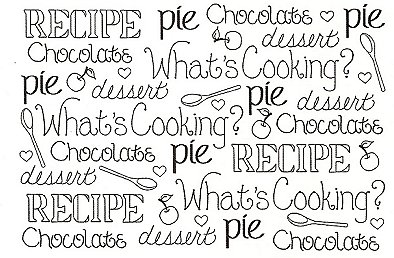 RECIPE pie Chocolate pie
Chocolate dessert
pie dessert What's Cooking?
What's Cooking? pie dessert
Chocolate
Chocolate pie RECIPE
dessert
RECIPE What's Cooking?
Chocolate dessert pie Chocolate